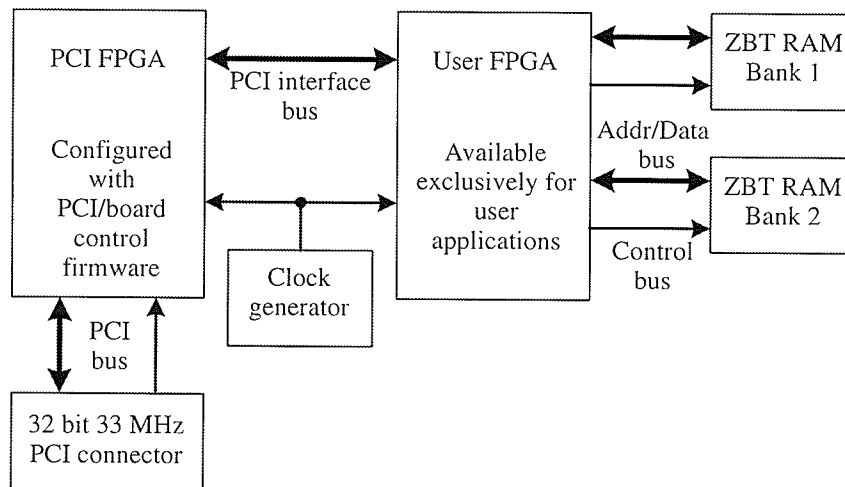 PCI FPGA
Configured
with
PCI/board
control
firmware
PCI interface
bus
User FPGA
Available
exclusively for
user
applications
ZBT RAM
Bank 1
Addr/Data
bus
ZBT RAM
Bank 2
Control
bus
Clock
generator
PCI
bus
32 bit 33 MHz
PCI connector